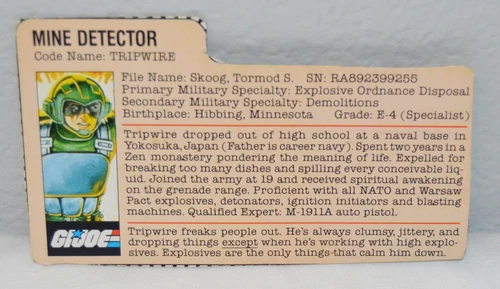 MINE DETECTOR
Code Name: TRIPWIRE
File Name: Skoog, Tormod S. SN: RA892399255
Primary Military Specialty: Explosive Ordnance Disposal
Secondary Military Specialty: Demolitions
Birthplace: Hibbing, Minnesota Grade: E-4 (Specialist)
Tripwire dropped out of high school at a naval base in
Yokosuka, Japan (Father is career navy). Spent two years in a
Zen monastery pondering the meaning of life. Expelled for
breaking too many dishes and spilling every conceivable liq-
uid. Joined the army at 19 and received spiritual awakening
on the grenade range. Proficient with all NATO and Warsaw
Pact explosives, detonators, ignition initiators and blasting
machines. Qualified Expert: M-1911A auto pistol.
GI JOE
Tripwire freaks people out. He's always clumsy, jittery, and
dropping things except when he's working with high explo-
sives. Explosives are the only things that calm him down.